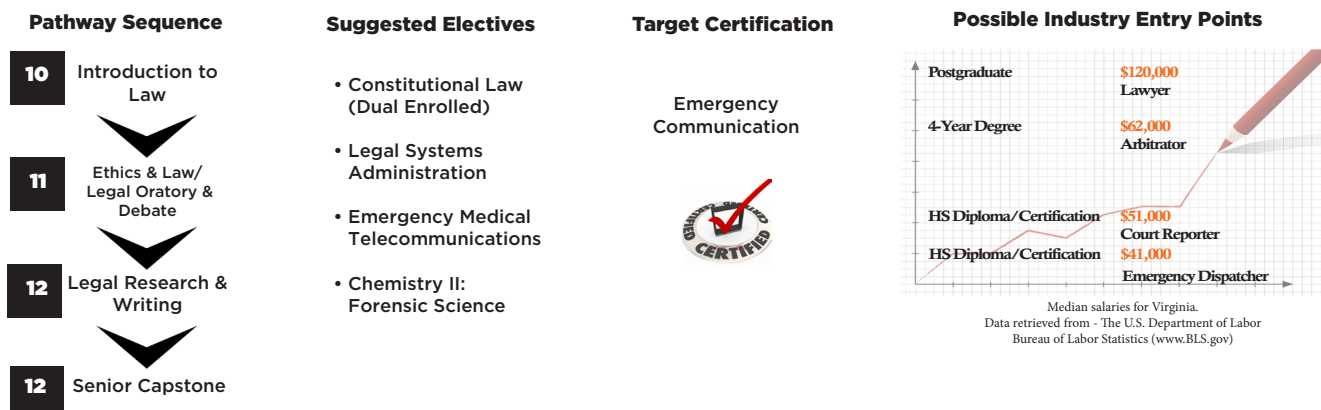 Pathway Sequence
10
Introduction to
Law
11
Ethics & Law/
Legal Oratory &
Debate
12
Legal Research &
Writing
12
Senior Capstone
Suggested Electives
• Constitutional Law
(Dual Enrolled)
• Legal Systems
Administration
• Emergency Medical
Telecommunications
• Chemistry II:
Forensic Science
Target Certification
Emergency
Communication
CERTIFIED CERTIFIED
CERTIFIED
Possible Industry Entry Points
Postgraduate $120,000
Lawyer
4-Year Degree $62,000
Arbitrator
HS Diploma/Certification $51,000
Court Reporter
HS Diploma/Certification $41,000
Emergency Dispatcher
Median salaries for Virginia.
Data retrieved from - The U.S. Department of Labor
Bureau of Labor Statistics (www.BLS.gov)